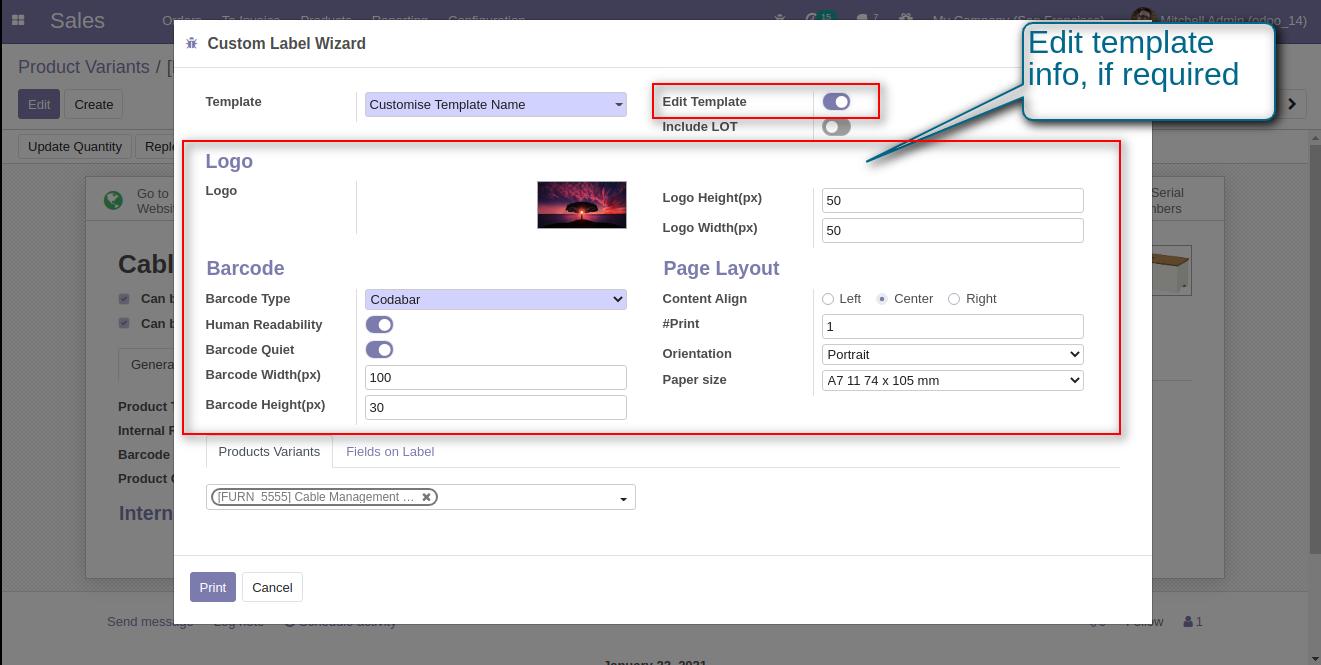 Sales
Orders To Invoice Products Reporting Configuration
15 7 My Company (San Francisco) Mitchell Admin (odoo_14)
Custom Label Wizard
Edit template
info, if required
Product Variants / [
Edit Create
Template Customise Template Name Edit Template
Include LOT
Update Quantity Reple
Logo
Go to
Logo
Serial
Logo Height(px) 50
Logo Width(px) 50
Barcode Page Layout
Barcode Type Codabar Content Align Left Center Right
Human Readability #Print 1
Barcode Quiet Orientation Portrait
Barcode Width(px) 100 Paper size A7 11 74 x 105 mm
Barcode Height(px) 30
Cabl
Can b
Can b
Genera
Product T
Internal R
Barcode
Product C
Intern
Products Variants Fields on Label
[FURN_5555] Cable Management ...
Print Cancel
Send message Log note Schedule activity Follow 1
January 22, 2021